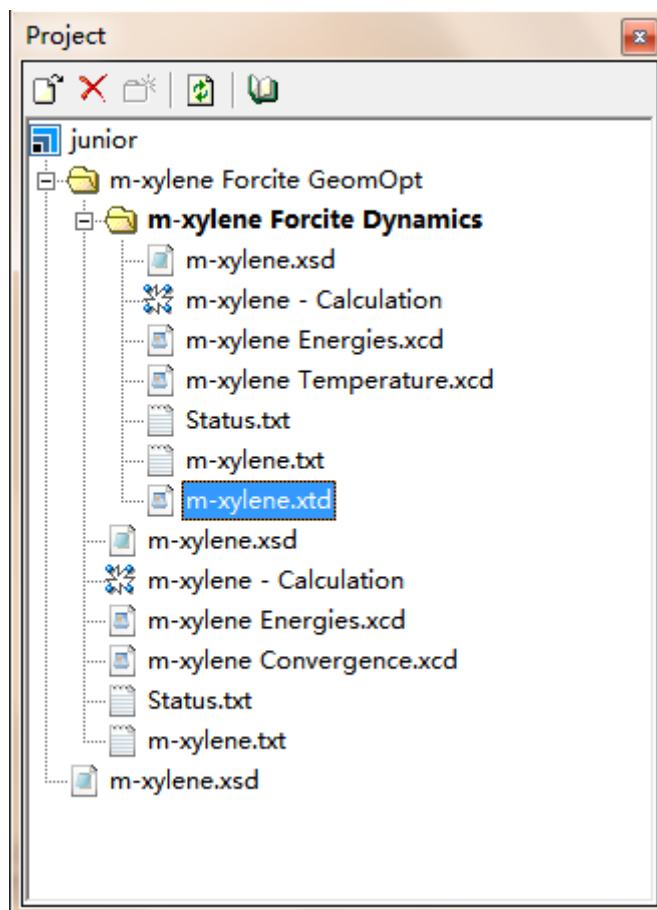 Project
junior
m-xylene Forcite GeomOpt
m-xylene Forcite Dynamics
m-xylene.xsd
m-xylene - Calculation
m-xylene Energies.xcd
m-xylene Temperature.xcd
Status.txt
m-xylene.txt
m-xylene.xtd
m-xylene.xsd
m-xylene - Calculation
m-xylene Energies.xcd
m-xylene Convergence.xcd
Status.txt
m-xylene.txt
m-xylene.xsd